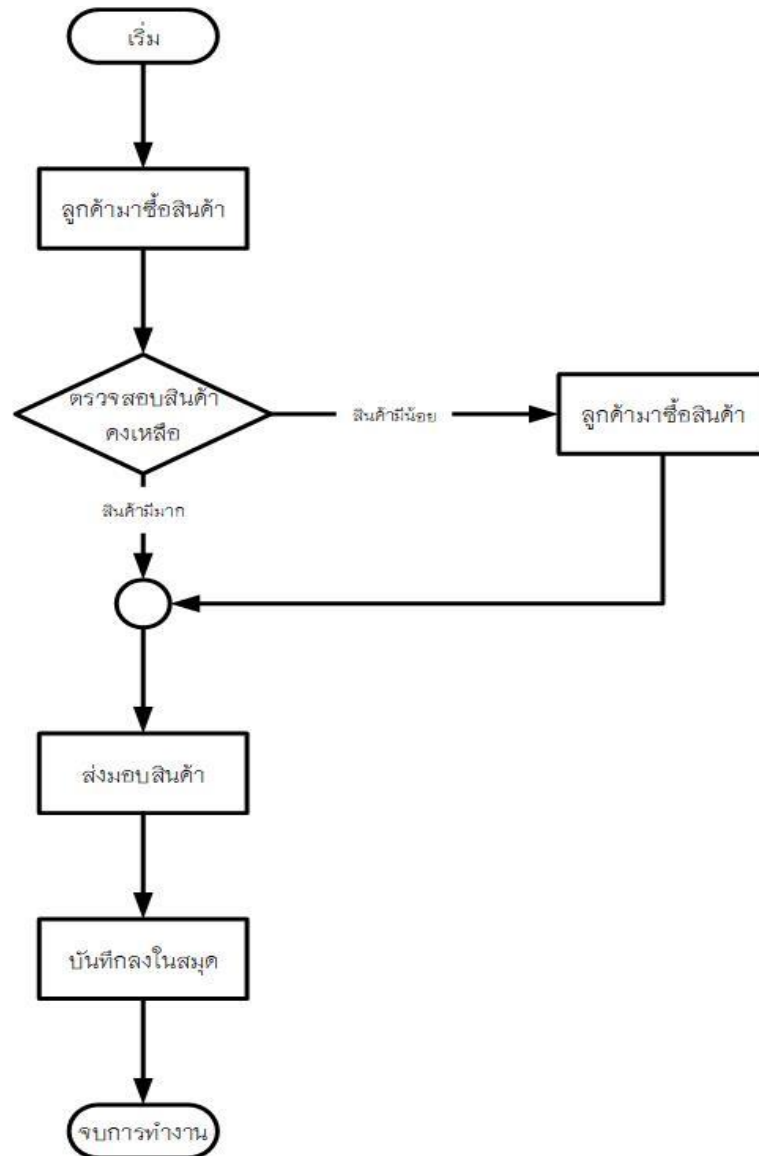 เริ่ม
ลูกค้ามาซื้อสินค้า
ตรวจสอบสินค้า
คงเหลือ
สินค้ามีน้อย
ลูกค้ามาซื้อสินค้า
สินค้ามีมาก
ส่งมอบสินค้า
บันทึกลงในสมุด
จบการทำงาน